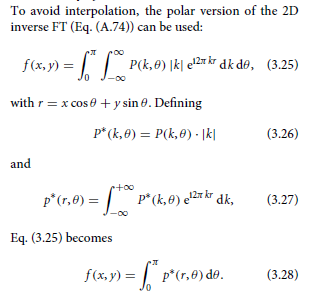 To avoid interpolation, the polar version of the 2D
inverse FT (Eq. (A.74)) can be used:
f(x, y) = ∫₀^π ∫₋∞^∞ P(k, θ) |k| e^{i2π kr} dk dθ, (3.25)
with r = x cos θ + y sin θ. Defining
P*(k, θ) = P(k, θ) · |k| (3.26)
and
p*(r, θ) = ∫₋∞^{+∞} P*(k, θ) e^{i2π kr} dk, (3.27)
Eq. (3.25) becomes
f(x, y) = ∫₀^π p*(r, θ) dθ. (3.28)